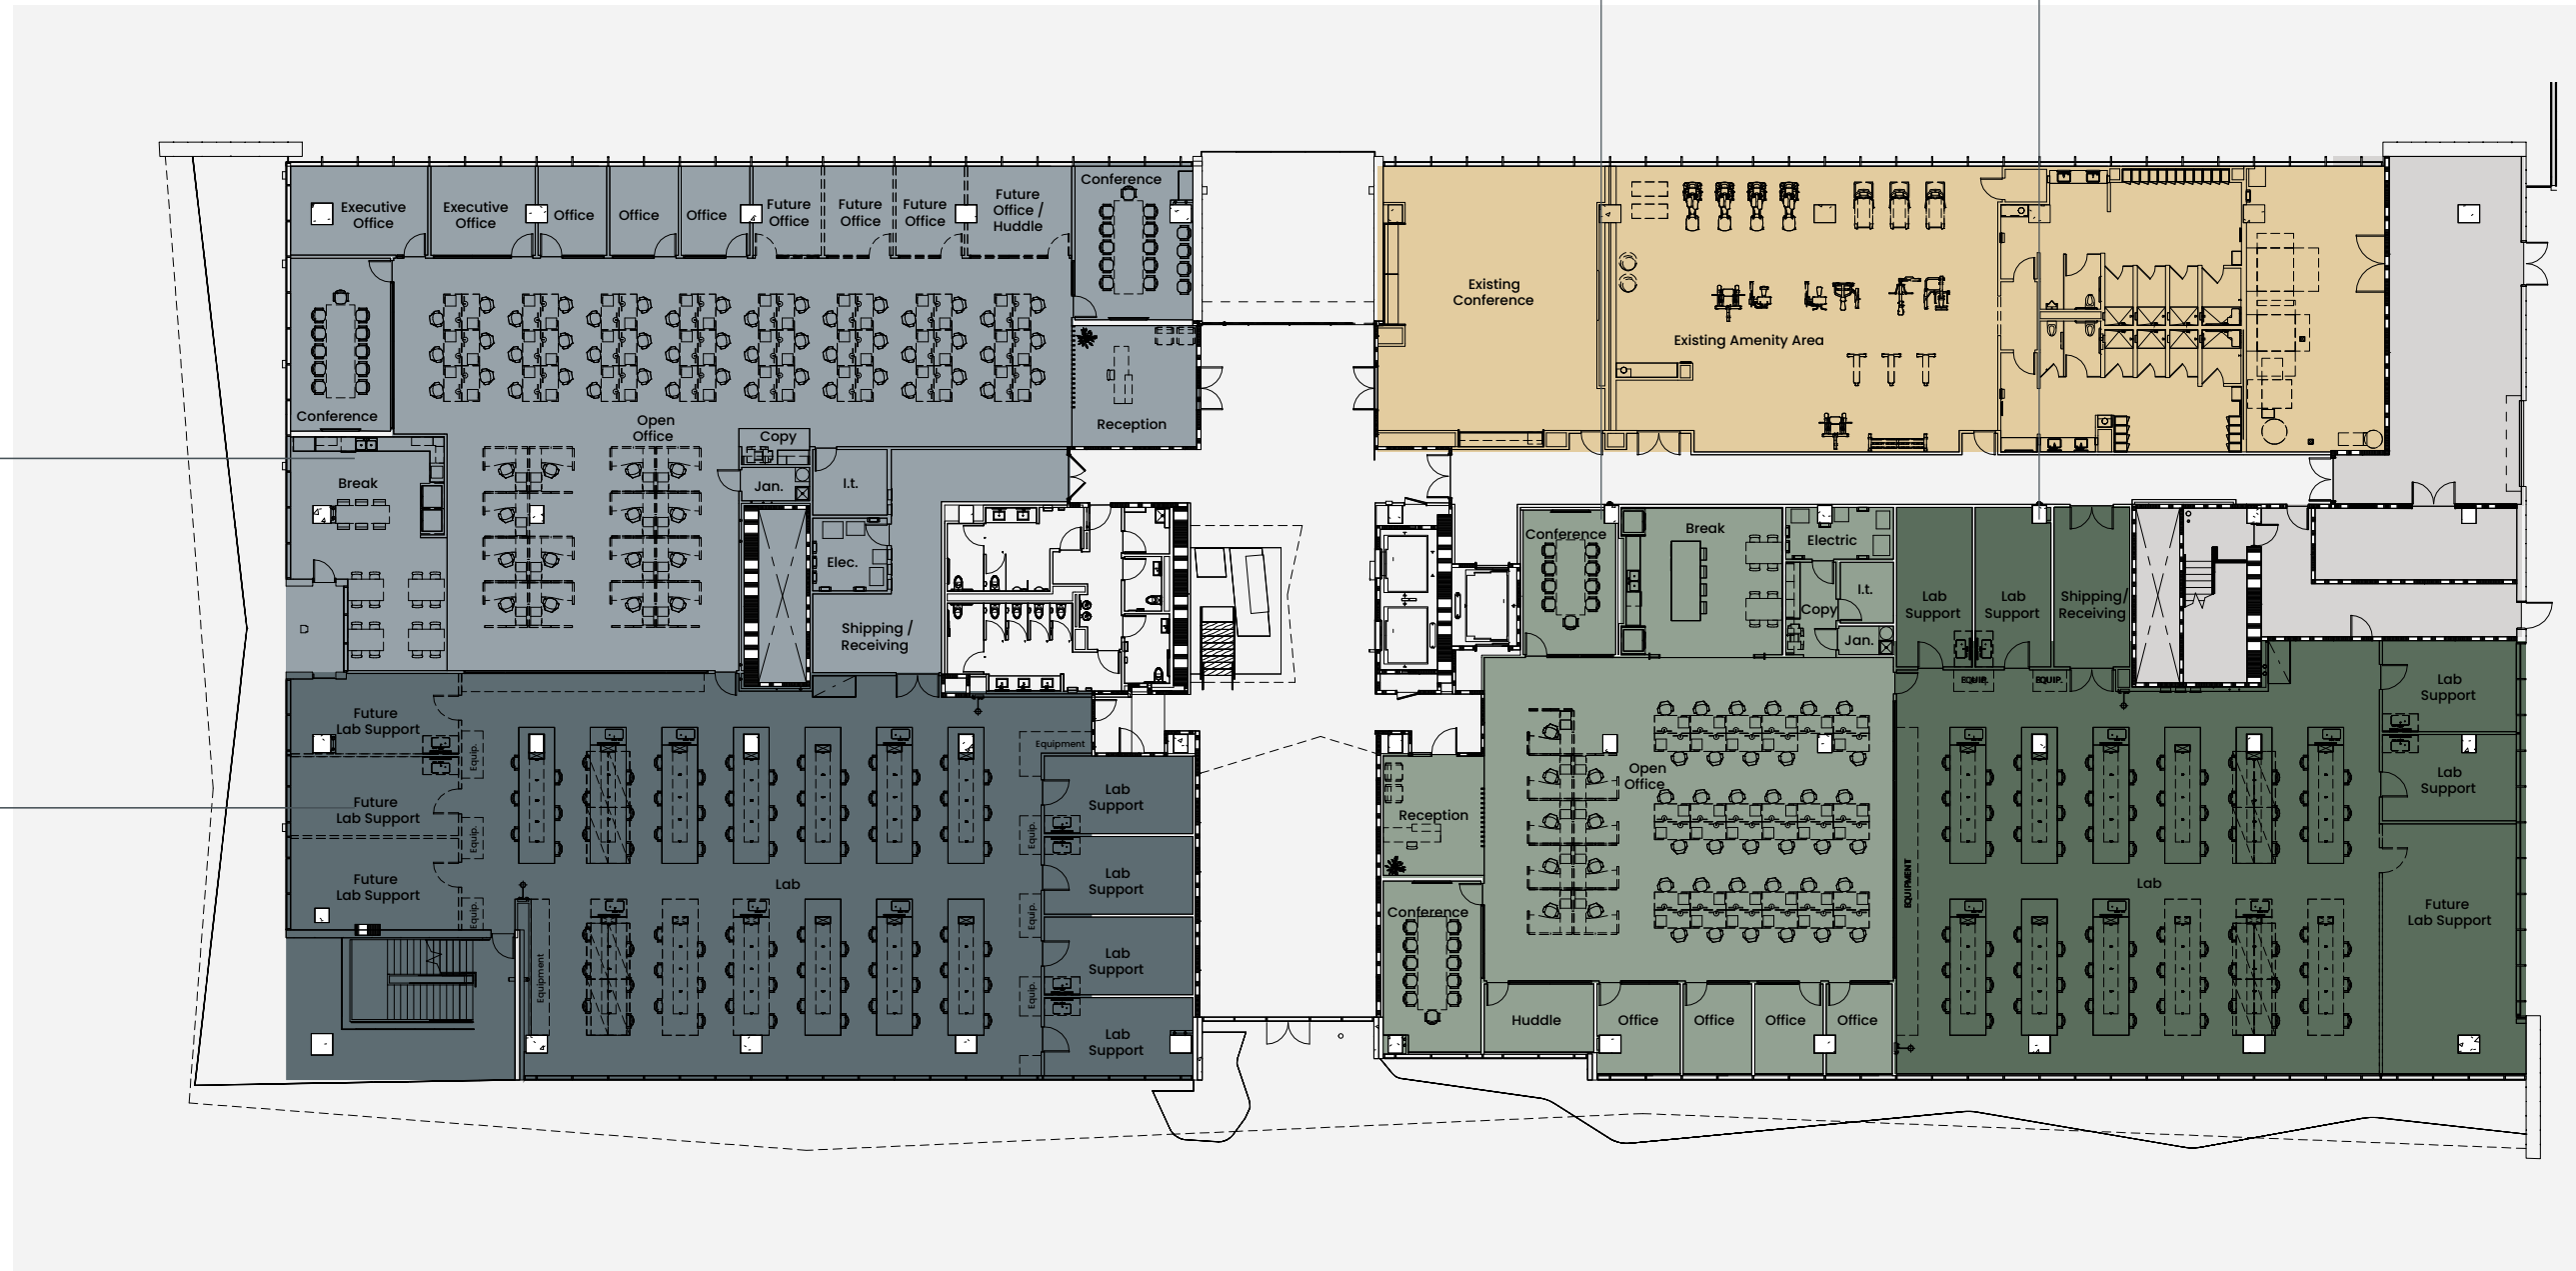 Executive
Office
Executive
Office
Office
Office
Office
Future
Office
Future
Office
Future
Office
Future
Office /
Huddle
Conference
Conference
Open
Office
Reception
Copy
Jan.
I.t.
Break
Elec.
Shipping /
Receiving
D
Existing
Conference
Existing Amenity Area
Conference
Break
Electric
I.t.
Copy
Jan.
Lab
Support
Lab
Support
Shipping/
Receiving
EQUIP.
EQUIP.
Future
Lab Support
Future
Lab Support
Future
Lab Support
Equip.
Equip.
Equip.
Equipment
Equipment
Equip.
Equip.
Equip.
Lab
Lab
Support
Lab
Support
Lab
Support
Lab
Support
Open
Office
Reception
Conference
Huddle
Office
Office
Office
Office
EQUIPMENT
Lab
Lab
Support
Lab
Support
Future
Lab Support